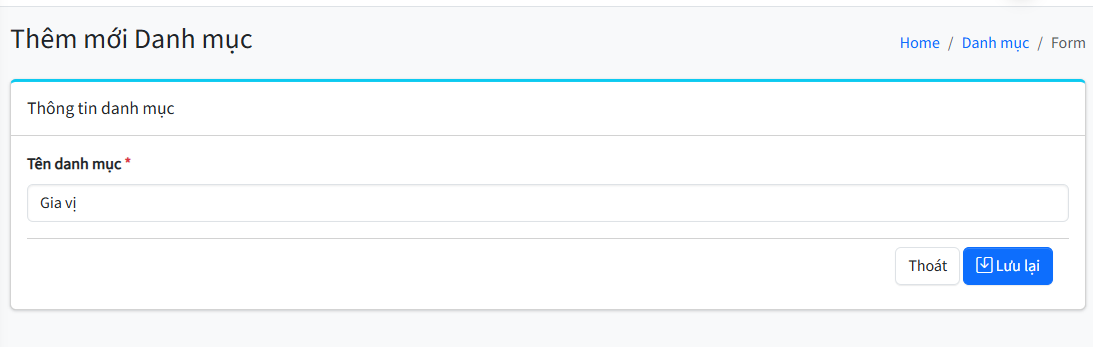 Thêm mới Danh mục
Home / Danh mục / Form
Thông tin danh mục
Tên danh mục *
Gia vị
Thoát Lưu lại